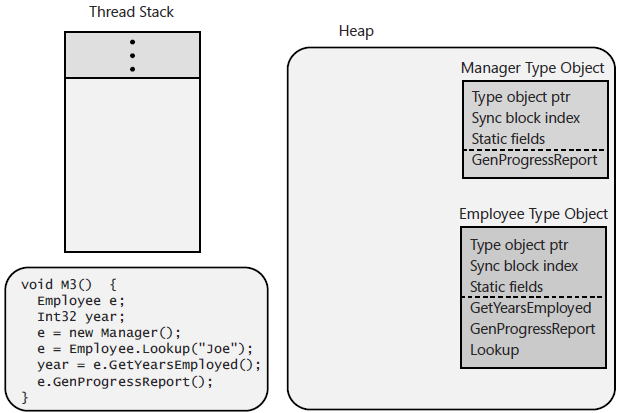 Thread Stack
Heap
Manager Type Object
Type object ptr
Sync block index
Static fields
GenProgressReport
Employee Type Object
Type object ptr
Sync block index
Static fields
GetYearsEmployed
GenProgressReport
Lookup
void M3()  {
  Employee e;
  Int32 year;
  e = new Manager();
  e = Employee.Lookup("Joe");
  year = e.GetYearsEmployed();
  e.GenProgressReport();
}